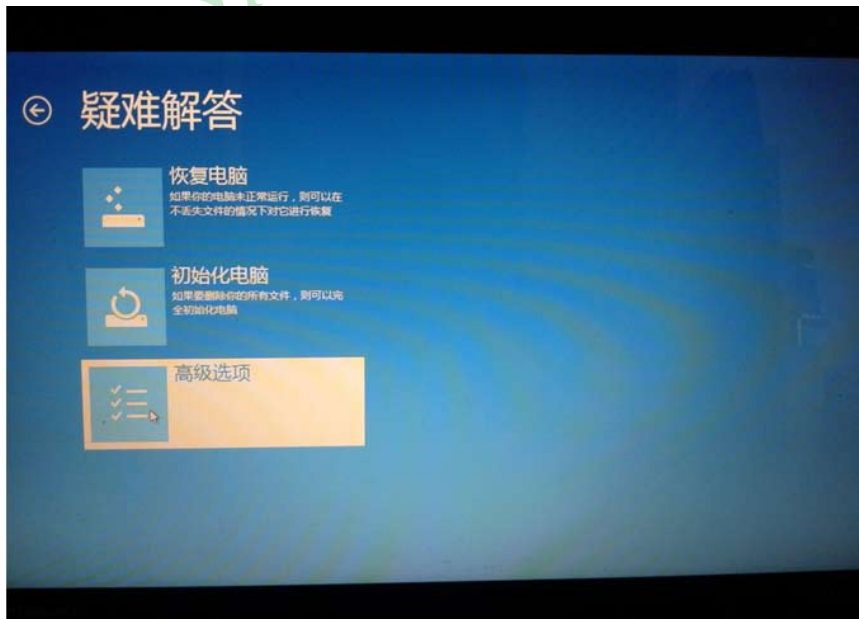 疑难解答
恢复电脑
如果你的电脑未正常运行，则可以在
不丢失文件的情况下对它进行恢复
初始化电脑
如果要删除你的所有文件，则可以完
全初始化电脑
高级选项